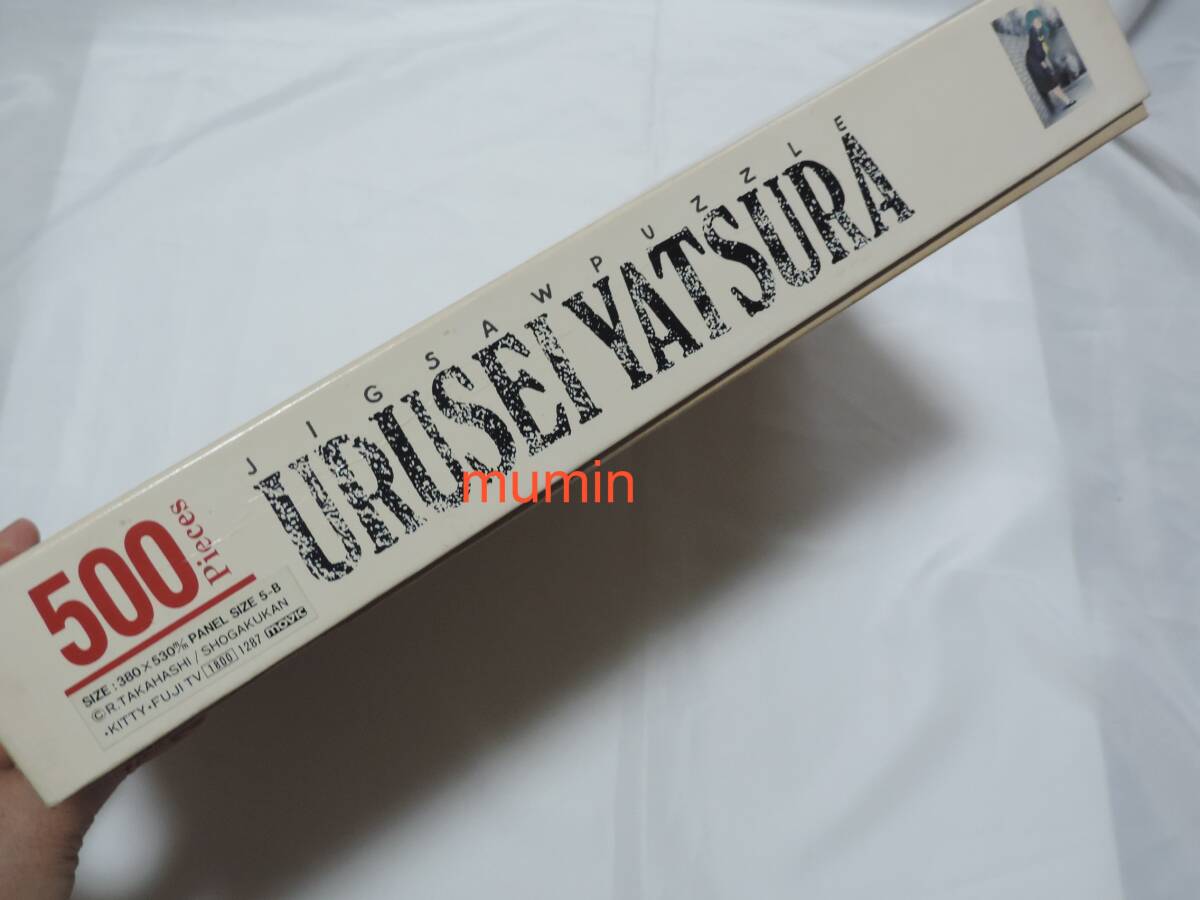 JIGSAW PUZZLE
URUSEI YATSURA
500 Pieces
SIZE : 380×530m/m PANEL SIZE 5-B
©R.TAKAHASHI / SHOGAKUKAN
・KITTY・FUJI TV 1800 1287 movic
mumin